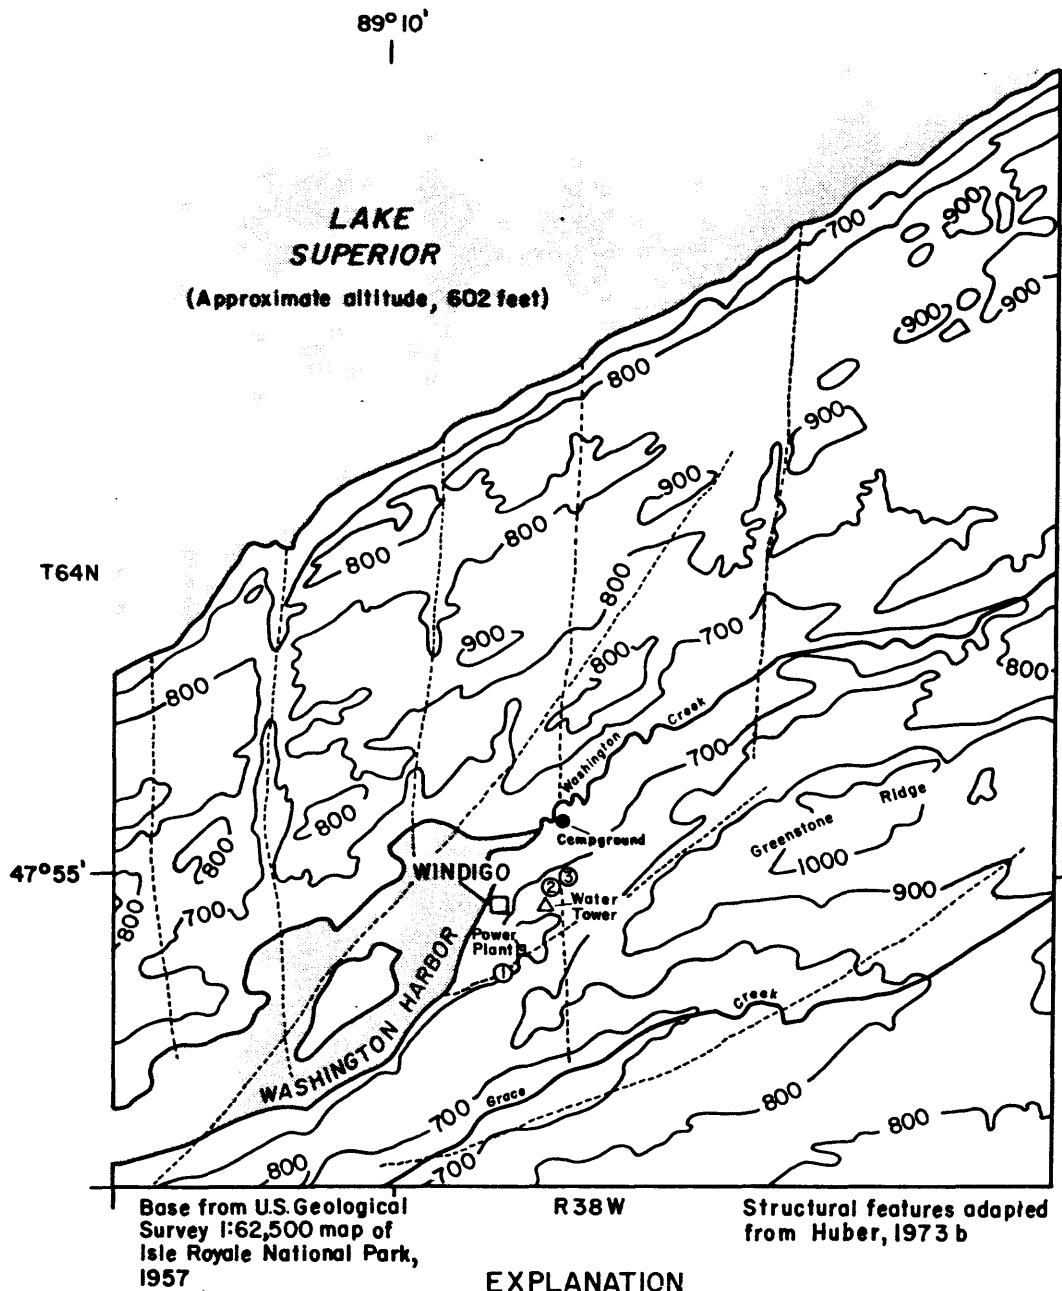 89°10'
LAKE
SUPERIOR
(Approximate altitude, 602 feet)
700
900
900
900
800
900
900
800
800
T64N
800
800
700
900
800
800
800
Washington
Creek
700
Ridge
Greenstone
800
Campground
1000
47°55'
800
WINDIGO
2
3
900
700
Water
Tower
800
Power
Plant
1
WASHINGTON HARBOR
Creek
Grace
700
800
800
800
700
Base from U.S. Geological
Survey 1:62,500 map of
Isle Royale National Park,
1957
R38W
Structural features adapted
from Huber, 1973 b
EXPLANATION